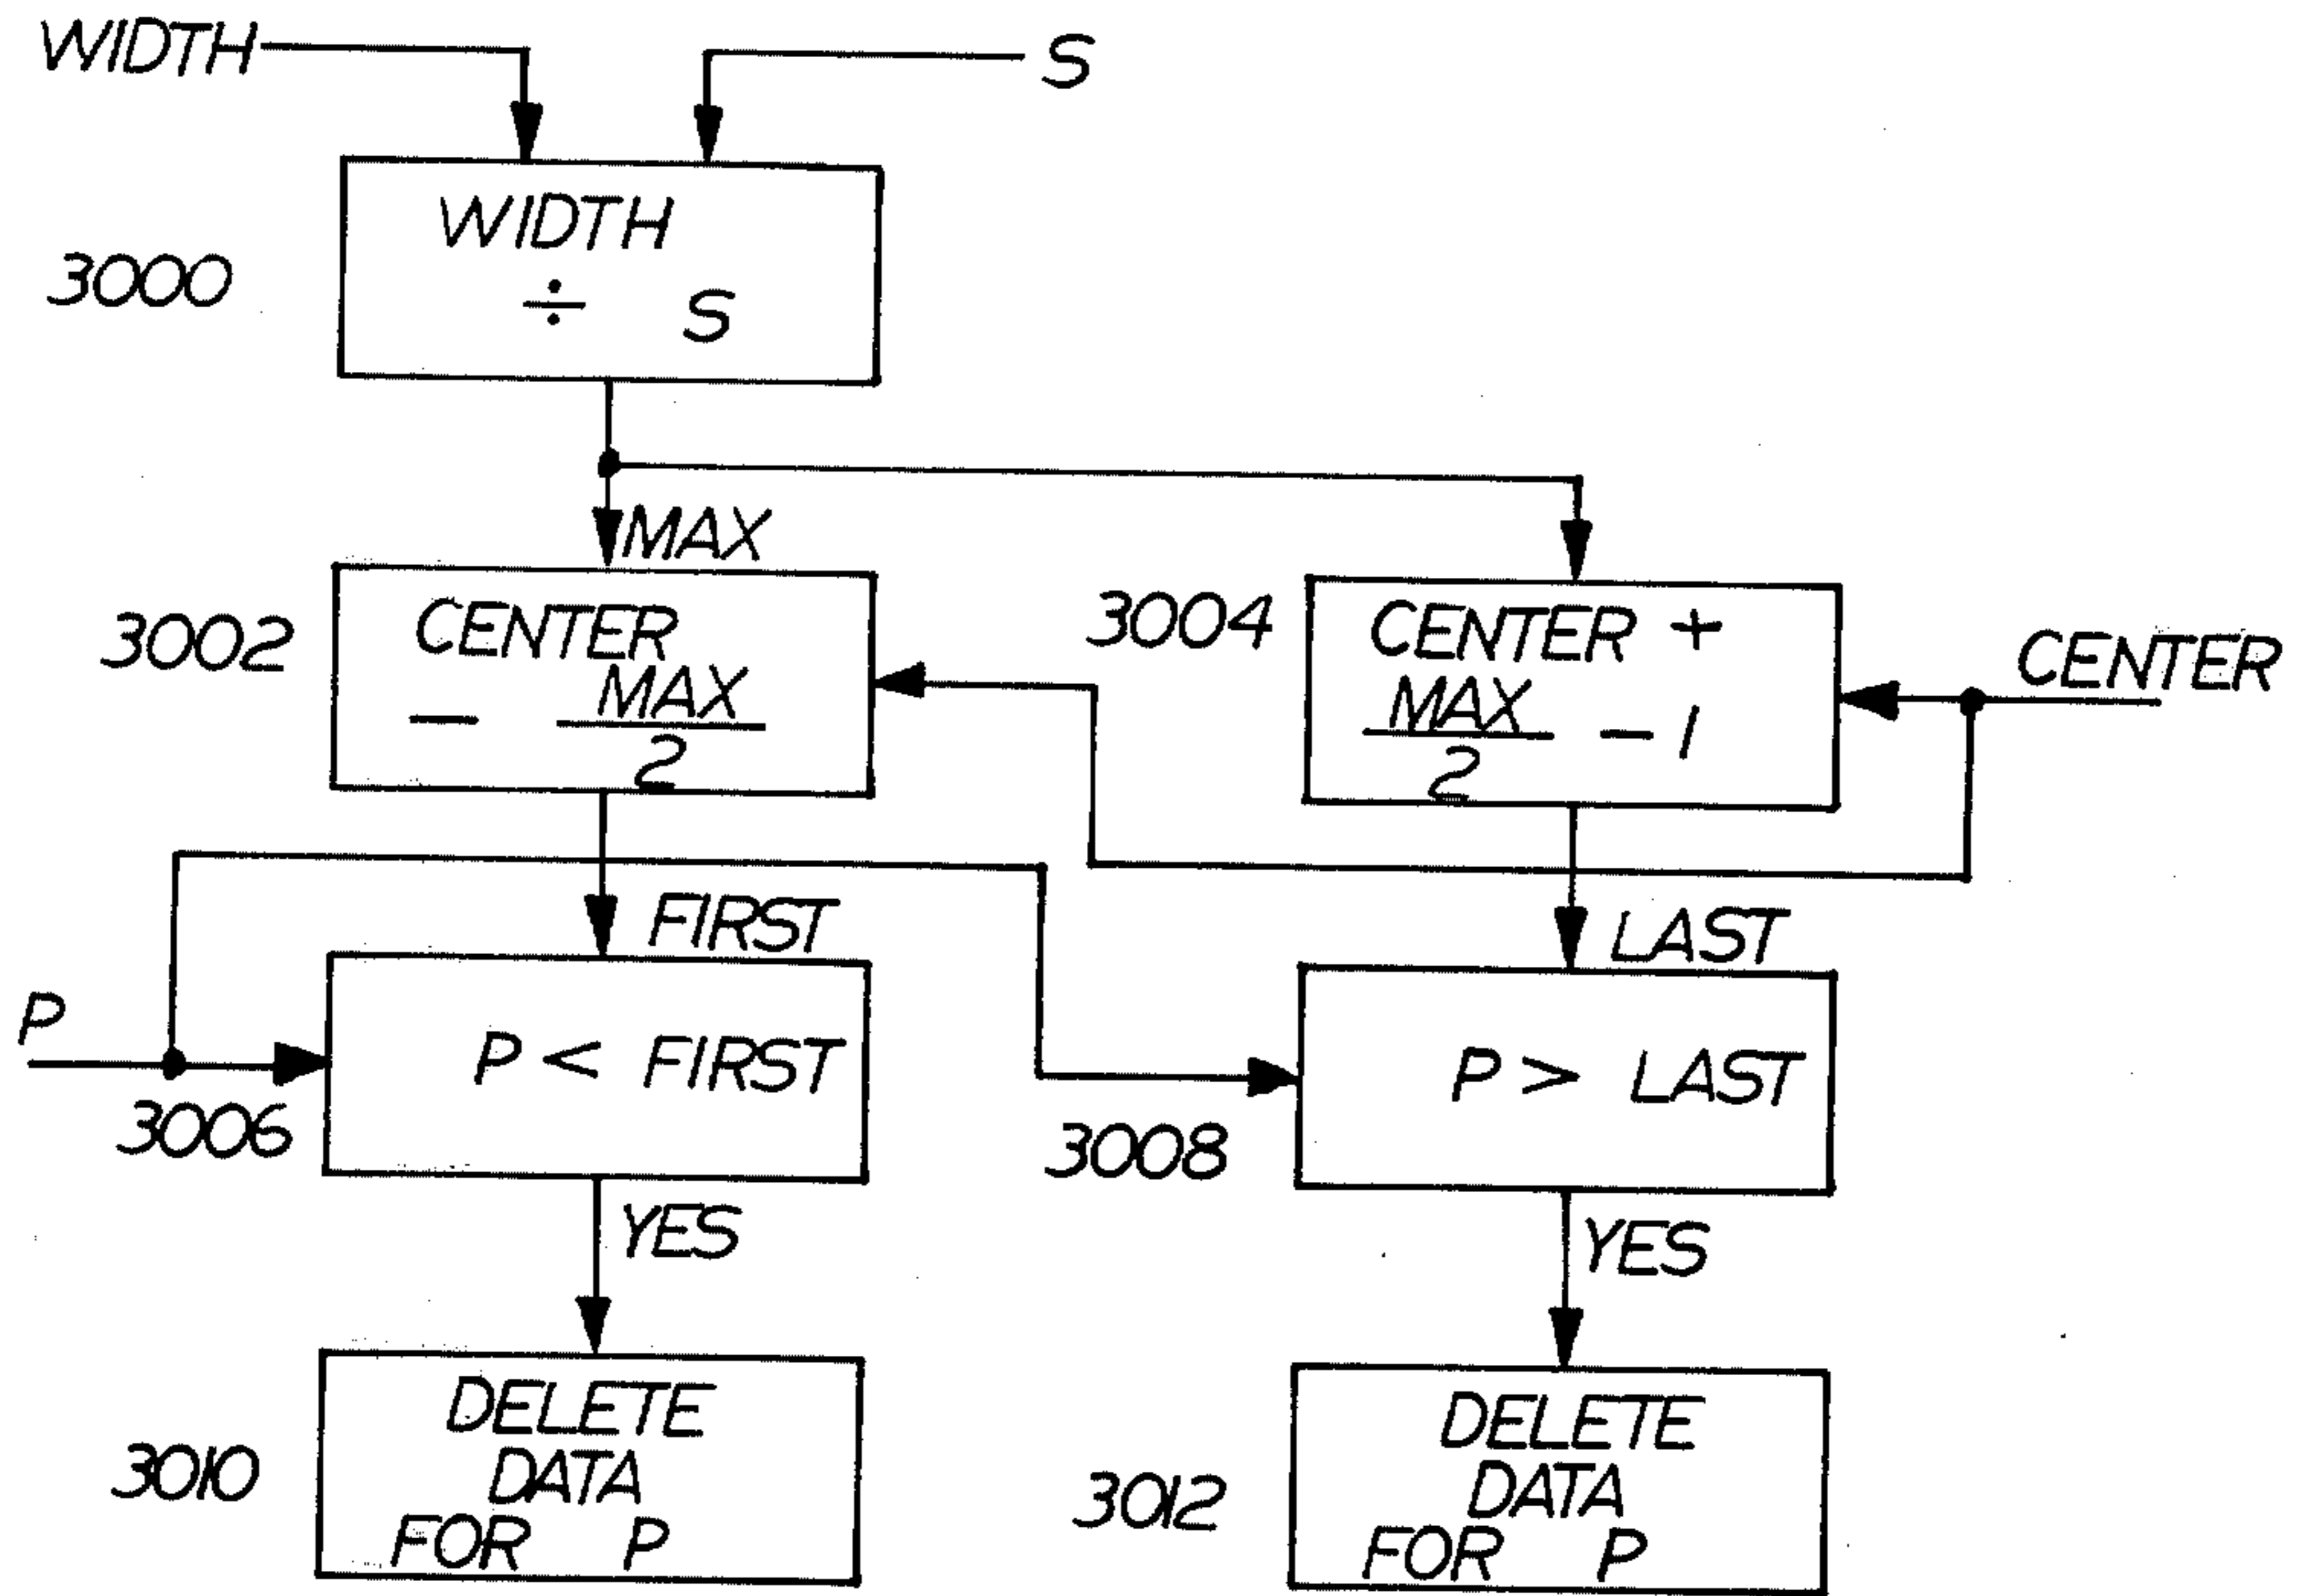 WIDTH
S
3000
WIDTH
÷ S
MAX
3002
CENTER
- MAX
2
3004
CENTER +
MAX - 1
2
CENTER
FIRST
LAST
P
3006
P < FIRST
3008
P > LAST
YES
YES
3010
DELETE
DATA
FOR P
3012
DELETE
DATA
FOR P